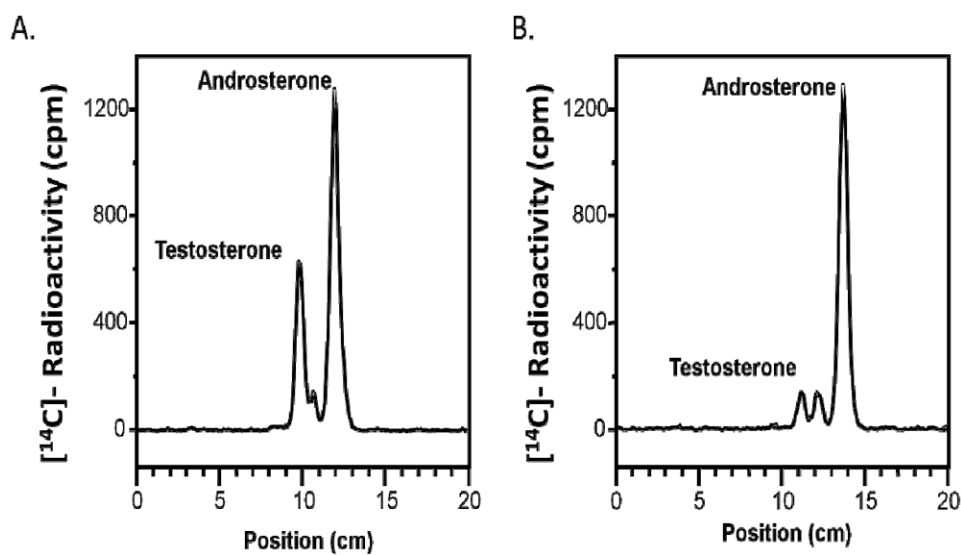 A.
[¹⁴C]- Radioactivity (cpm)
1200
800
400
0
Androsterone
Testosterone
0 5 10 15 20
Position (cm)
B.
[¹⁴C]- Radioactivity (cpm)
1200
800
400
0
Androsterone
Testosterone
0 5 10 15 20
Position (cm)